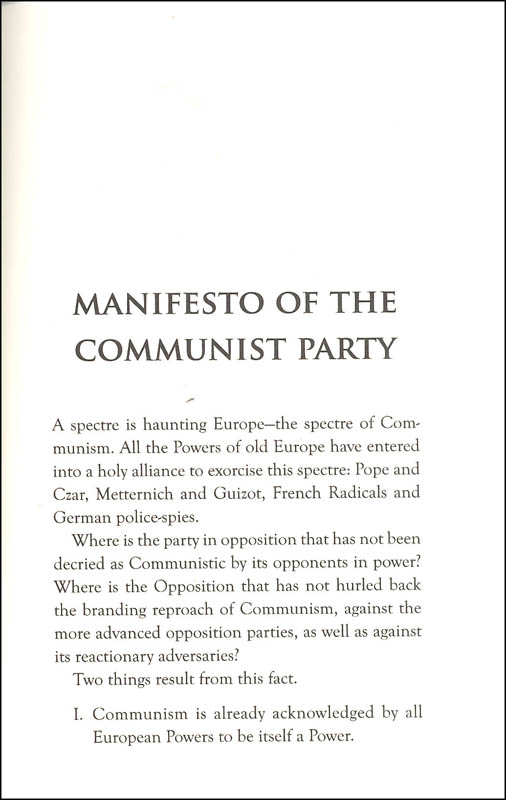 MANIFESTO OF THE
COMMUNIST PARTY
A spectre is haunting Europe—the spectre of Com-
munism. All the Powers of old Europe have entered
into a holy alliance to exorcise this spectre: Pope and
Czar, Metternich and Guizot, French Radicals and
German police-spies.
Where is the party in opposition that has not been
decried as Communistic by its opponents in power?
Where is the Opposition that has not hurled back
the branding reproach of Communism, against the
more advanced opposition parties, as well as against
its reactionary adversaries?
Two things result from this fact.
I. Communism is already acknowledged by all
European Powers to be itself a Power.